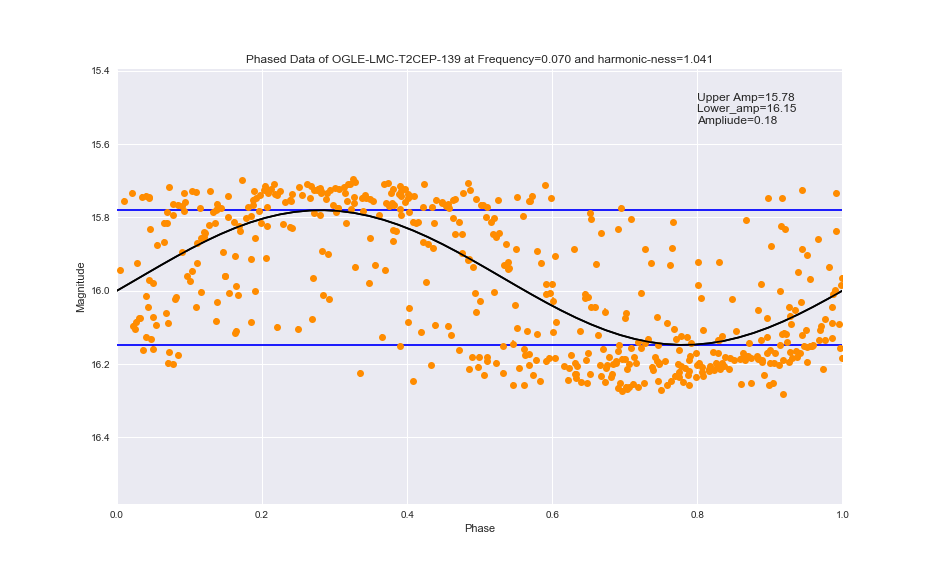 Phased Data of OGLE-LMC-T2CEP-139 at Frequency=0.070 and harmonic-ness=1.041
15.4
Upper Amp=15.78
Lower_amp=16.15
Ampliude=0.18
15.6
15.8
16.0
16.2
16.4
Magnitude
0.0 0.2 0.4 0.6 0.8 1.0
Phase